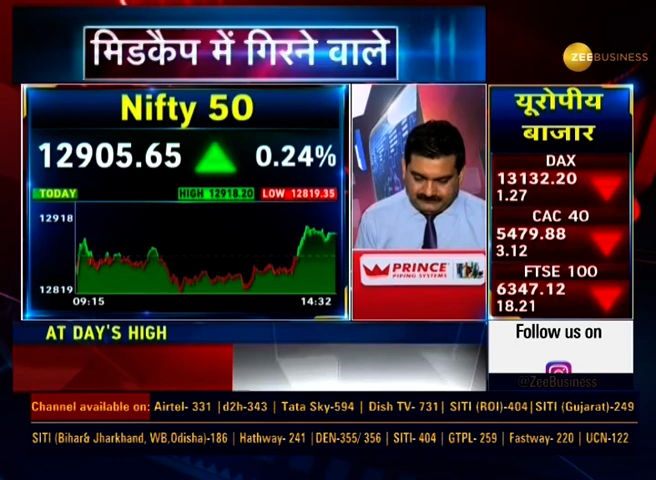 मिडकैप में गिरने वाले
ZEEBUSINESS
Nifty 50
12905.65 0.24%
TODAY HIGH 12918.20 LOW 12819.35
12918
12819
09:15 14:32
PRINCE
PIPING SYSTEMS
यूरोपीय
बाजार
DAX
13132.20
1.27
CAC 40
5479.88
3.12
FTSE 100
6347.12
18.21
AT DAY'S HIGH
Follow us on
@ZeeBusiness
Channel available on: Airtel- 331 | d2h-343 | Tata Sky-594 | Dish TV- 731 | SITI (ROI)-404 | SITI (Gujarat)-249
SITI (Bihar& Jharkhand, WB,Odisha)-186 | Hathway- 241 | DEN-355/ 356 | SITI- 404 | GTPL- 259 | Fastway- 220 | UCN-122